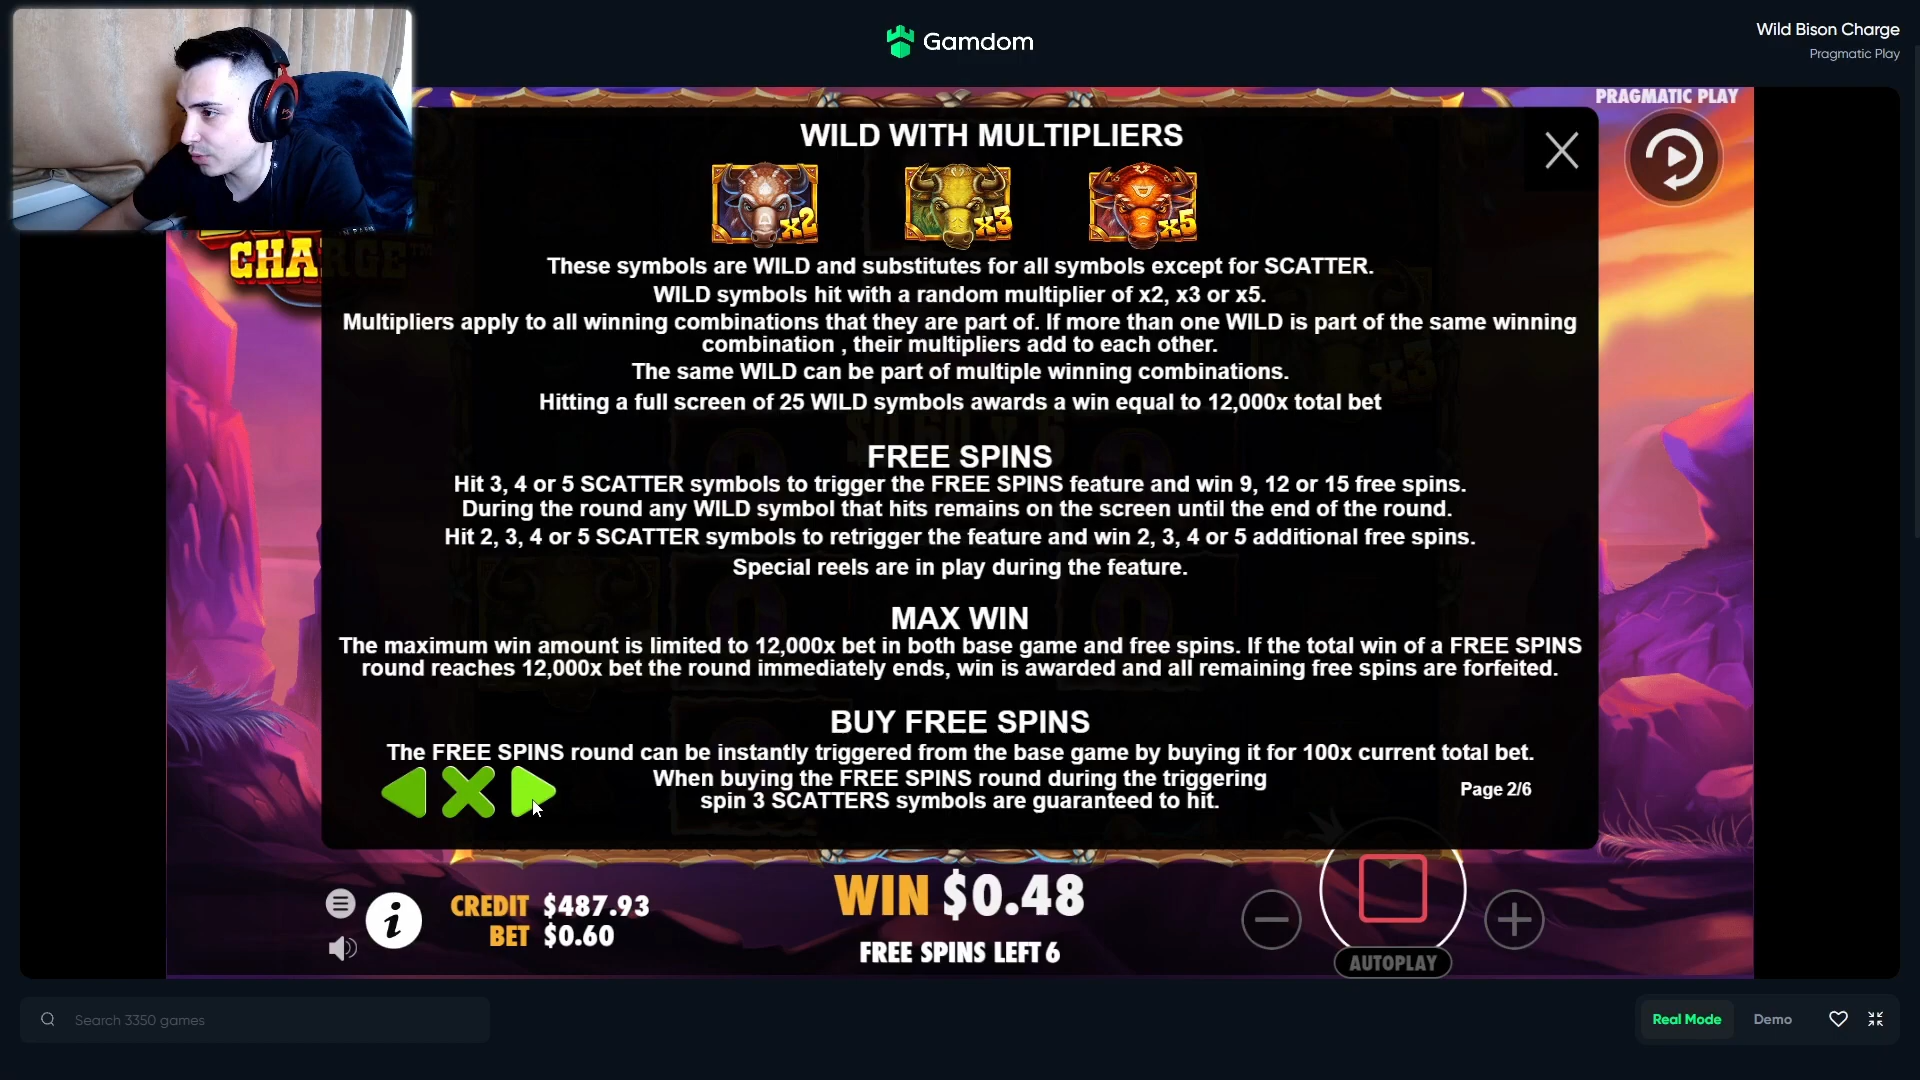 Gamdom
Wild Bison Charge
Pragmatic Play
PRAGMATIC PLAY
WILD WITH MULTIPLIERS
x2
x3
x5
These symbols are WILD and substitutes for all symbols except for SCATTER.
WILD symbols hit with a random multiplier of x2, x3 or x5.
Multipliers apply to all winning combinations that they are part of. If more than one WILD is part of the same winning
combination , their multipliers add to each other.
The same WILD can be part of multiple winning combinations.
Hitting a full screen of 25 WILD symbols awards a win equal to 12,000x total bet
CHARGE™
FREE SPINS
Hit 3, 4 or 5 SCATTER symbols to trigger the FREE SPINS feature and win 9, 12 or 15 free spins.
During the round any WILD symbol that hits remains on the screen until the end of the round.
Hit 2, 3, 4 or 5 SCATTER symbols to retrigger the feature and win 2, 3, 4 or 5 additional free spins.
Special reels are in play during the feature.
MAX WIN
The maximum win amount is limited to 12,000x bet in both base game and free spins. If the total win of a FREE SPINS
round reaches 12,000x bet the round immediately ends, win is awarded and all remaining free spins are forfeited.
BUY FREE SPINS
The FREE SPINS round can be instantly triggered from the base game by buying it for 100x current total bet.
When buying the FREE SPINS round during the triggering
spin 3 SCATTERS symbols are guaranteed to hit.
Page 2/6
CREDIT $487.93
BET $0.60
WIN $0.48
FREE SPINS LEFT 6
AUTOPLAY
Search 3350 games
Real Mode
Demo